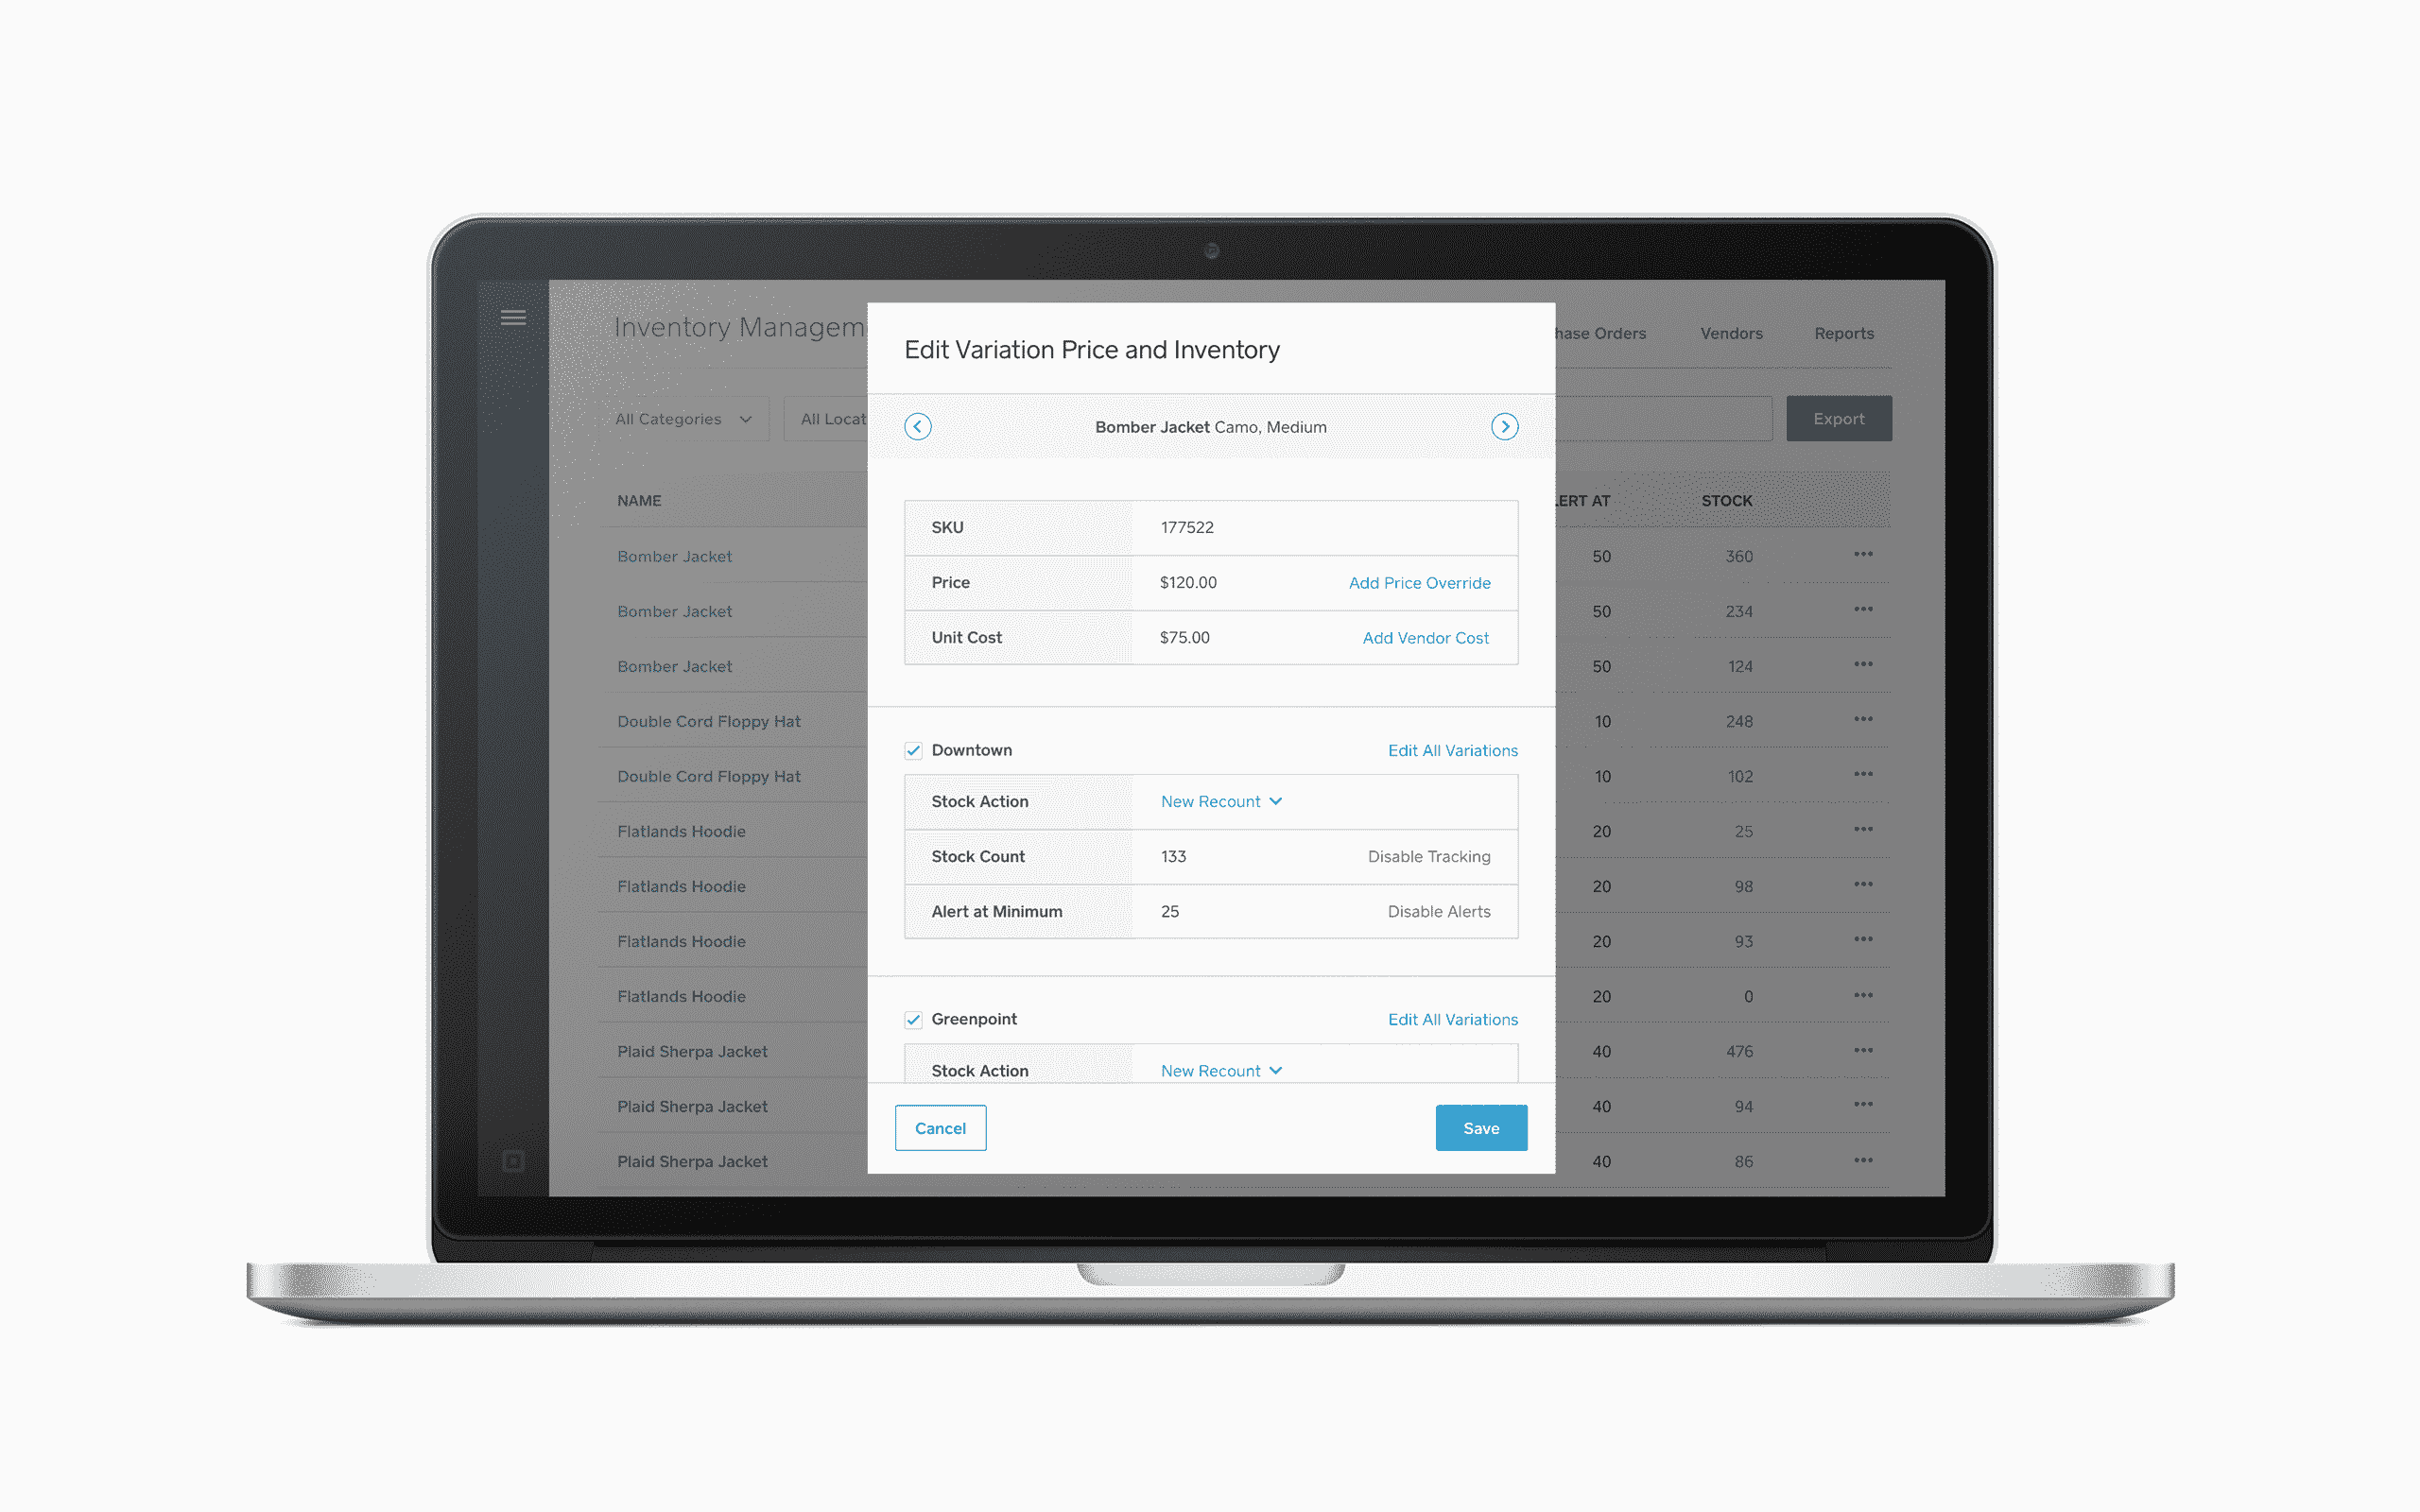 Inventory Managem
hase Orders Vendors Reports
All Categories All Locat Export
NAME LERT AT STOCK
Bomber Jacket 50 360
Bomber Jacket 50 234
Bomber Jacket 50 124
Double Cord Floppy Hat 10 248
Double Cord Floppy Hat 10 102
Flatlands Hoodie 20 25
Flatlands Hoodie 20 98
Flatlands Hoodie 20 93
Flatlands Hoodie 20 0
Plaid Sherpa Jacket 40 476
Plaid Sherpa Jacket 40 94
Plaid Sherpa Jacket 40 86
Edit Variation Price and Inventory
Bomber Jacket Camo, Medium
SKU 177522
Price $120.00 Add Price Override
Unit Cost $75.00 Add Vendor Cost
Downtown Edit All Variations
Stock Action New Recount
Stock Count 133 Disable Tracking
Alert at Minimum 25 Disable Alerts
Greenpoint Edit All Variations
Stock Action New Recount
Cancel Save